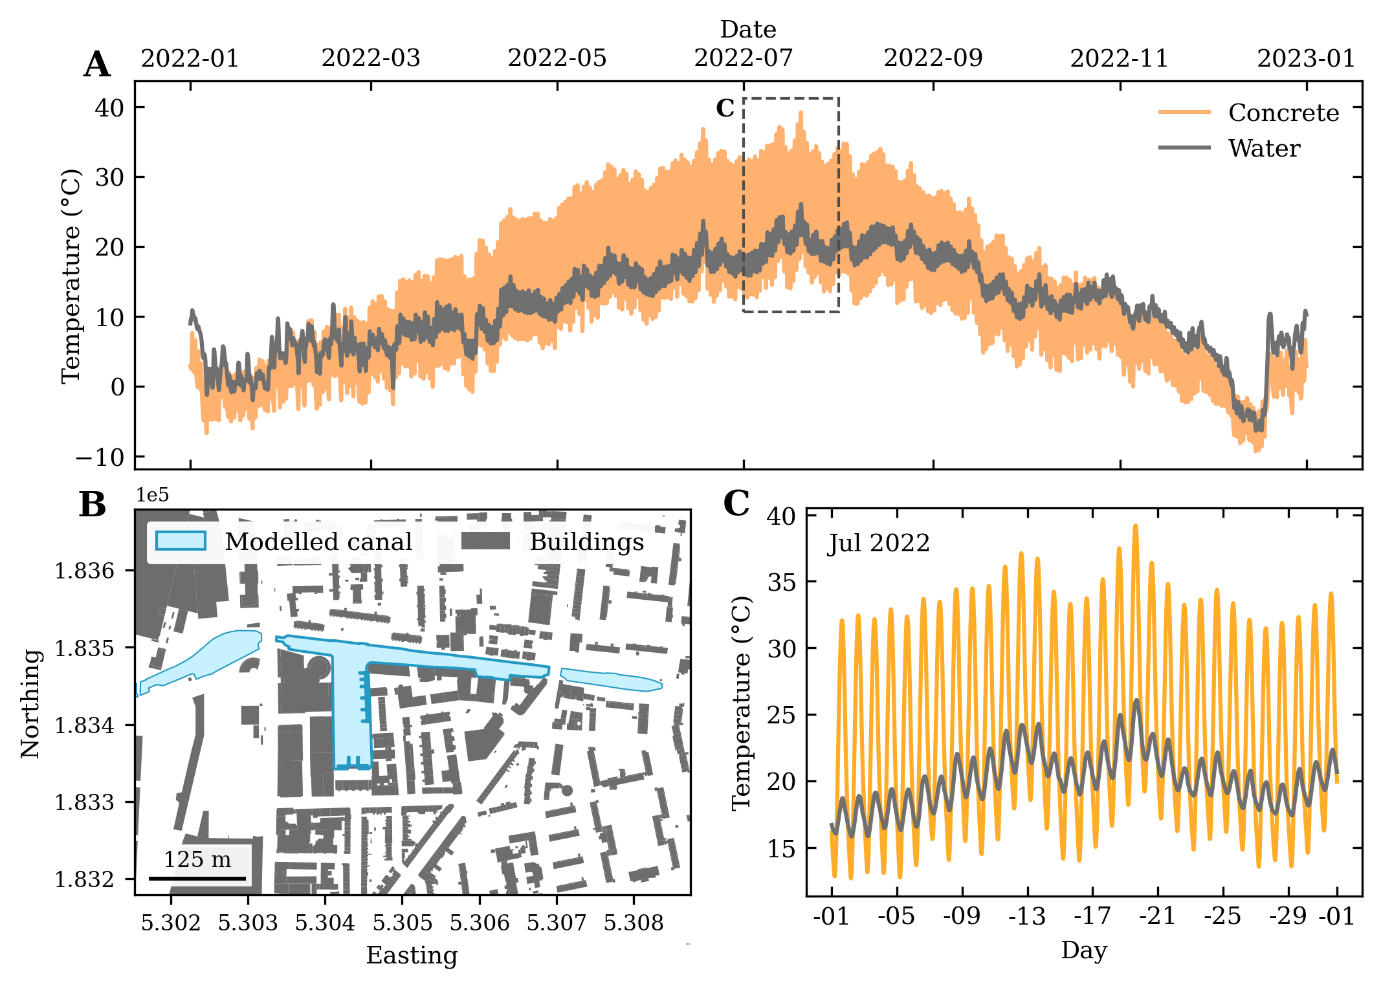 Date
2022-01 2022-03 2022-05 2022-07 2022-09 2022-11 2023-01
A
C
Concrete
Water
Temperature (°C)
40
30
20
10
0
−10
B
1e5
Modelled canal
Buildings
Northing
1.836
1.835
1.834
1.833
1.832
125 m
5.302 5.303 5.304 5.305 5.306 5.307 5.308
Easting
C
Jul 2022
Temperature (°C)
40
35
30
25
20
15
-01 -05 -09 -13 -17 -21 -25 -29 -01
Day